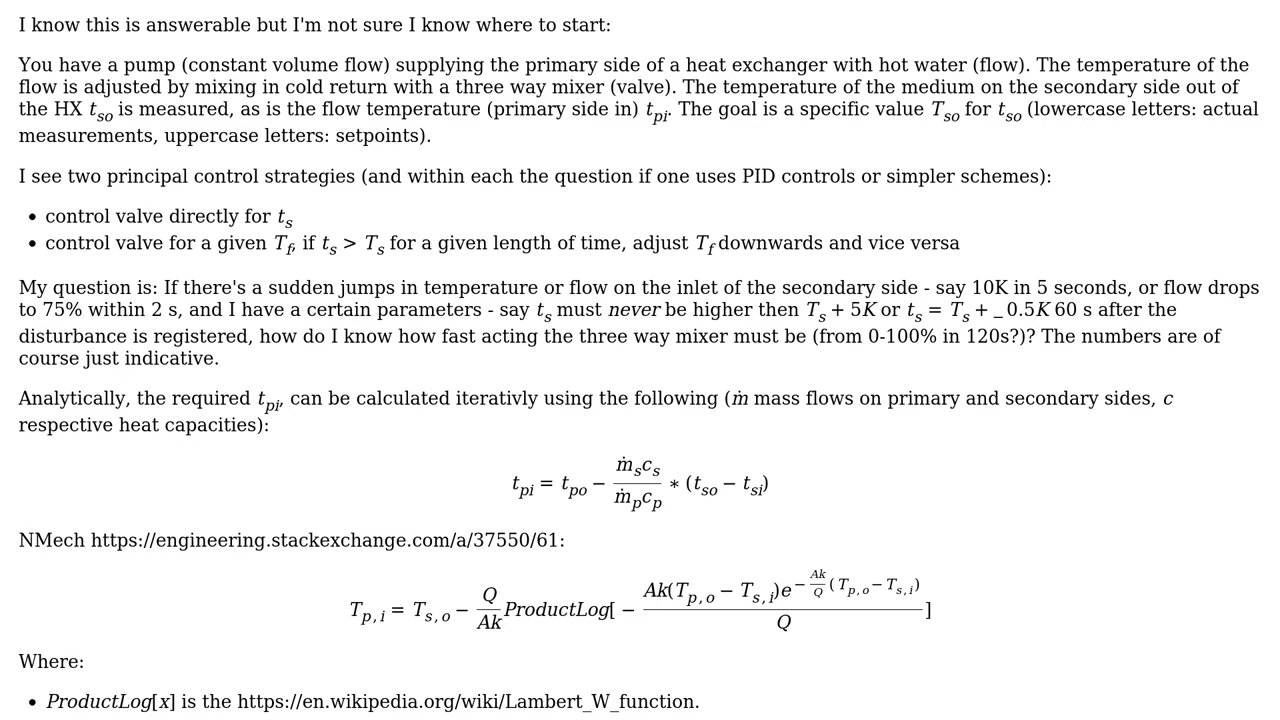 I know this is answerable but I'm not sure I know where to start:
You have a pump (constant volume flow) supplying the primary side of a heat exchanger with hot water (flow). The temperature of the
flow is adjusted by mixing in cold return with a three way mixer (valve). The temperature of the medium on the secondary side out of
the HX t_so is measured, as is the flow temperature (primary side in) t_pi. The goal is a specific value T_so for t_so (lowercase letters: actual
measurements, uppercase letters: setpoints).
I see two principal control strategies (and within each the question if one uses PID controls or simpler schemes):
• control valve directly for t_s
• control valve for a given T_f, if t_s > T_s for a given length of time, adjust T_f downwards and vice versa
My question is: If there's a sudden jumps in temperature or flow on the inlet of the secondary side - say 10K in 5 seconds, or flow drops
to 75% within 2 s, and I have a certain parameters - say t_s must never be higher then T_s + 5K or t_s = T_s + _0.5K 60 s after the
disturbance is registered, how do I know how fast acting the three way mixer must be (from 0-100% in 120s?)? The numbers are of
course just indicative.
Analytically, the required t_pi, can be calculated iterativly using the following (ṁ mass flows on primary and secondary sides, c
respective heat capacities):
t_pi = t_po − (ṁ_s c_s)/(ṁ_p c_p) * (t_so − t_si)
NMech https://engineering.stackexchange.com/a/37550/61:
T_{p,i} = T_{s,o} − Q/(Ak) ProductLog[ − (Ak(T_{p,o} − T_{s,i})e^{−(Ak/Q)(T_{p,o}−T_{s,i})})/Q ]
Where:
• ProductLog[x] is the https://en.wikipedia.org/wiki/Lambert_W_function.